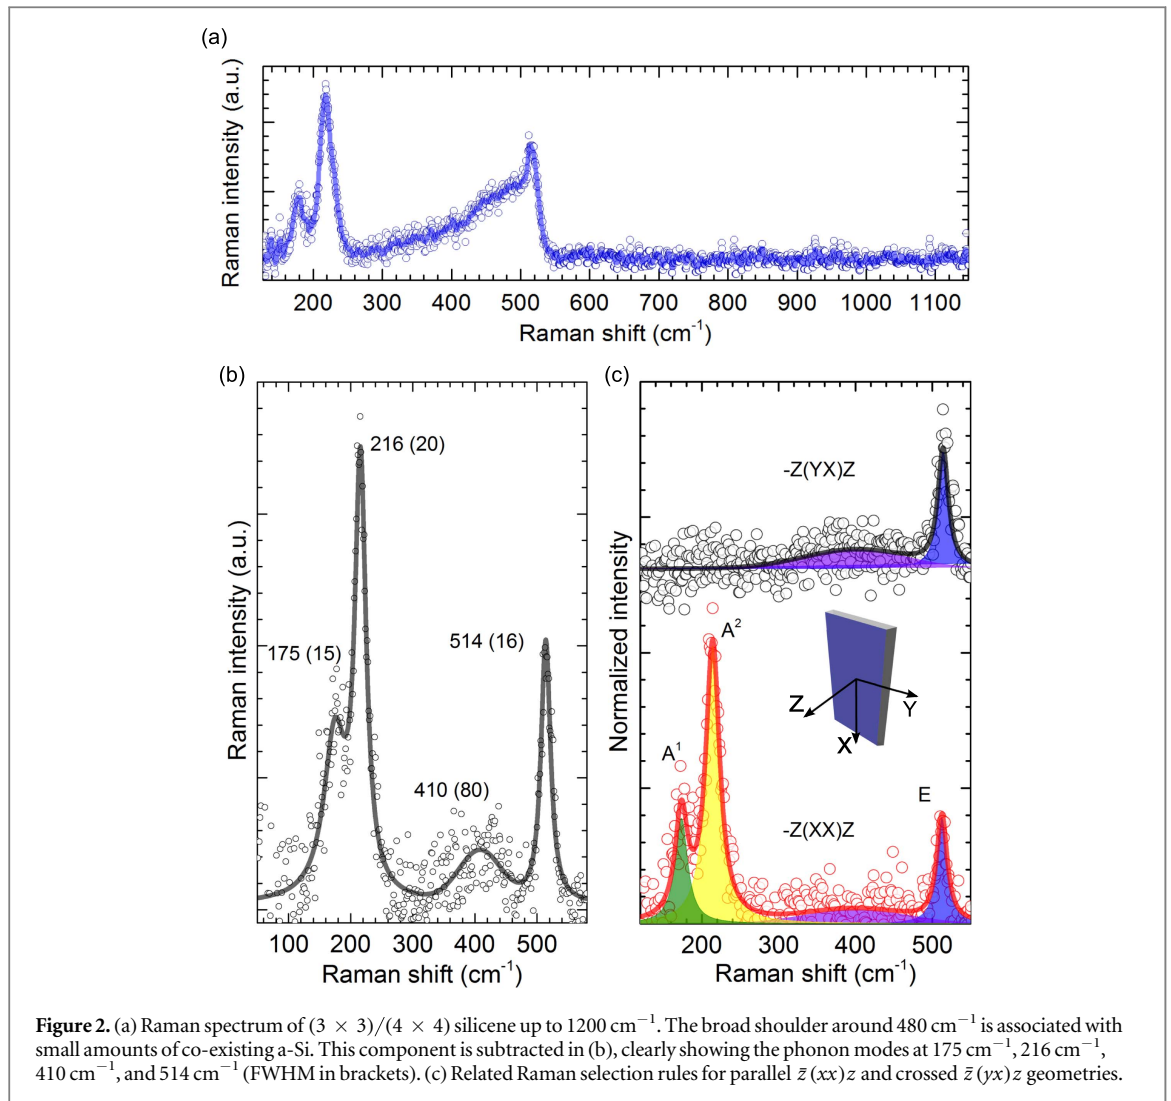 (a)
Raman intensity (a.u.)
200 300 400 500 600 700 800 900 1000 1100
Raman shift (cm⁻¹)
(b)
216 (20)
514 (16)
175 (15)
410 (80)
Raman intensity (a.u.)
100 200 300 400 500
Raman shift (cm⁻¹)
(c)
-Z(YX)Z
A²
Z
Y
X
A¹
E
-Z(XX)Z
Normalized intensity
200 300 400 500
Raman shift (cm⁻¹)
Figure 2. (a) Raman spectrum of (3 × 3)/(4 × 4) silicene up to 1200 cm⁻¹. The broad shoulder around 480 cm⁻¹ is associated with
small amounts of co-existing a-Si. This component is subtracted in (b), clearly showing the phonon modes at 175 cm⁻¹, 216 cm⁻¹,
410 cm⁻¹, and 514 cm⁻¹ (FWHM in brackets). (c) Related Raman selection rules for parallel z̄(xx)z and crossed z̄(yx)z geometries.